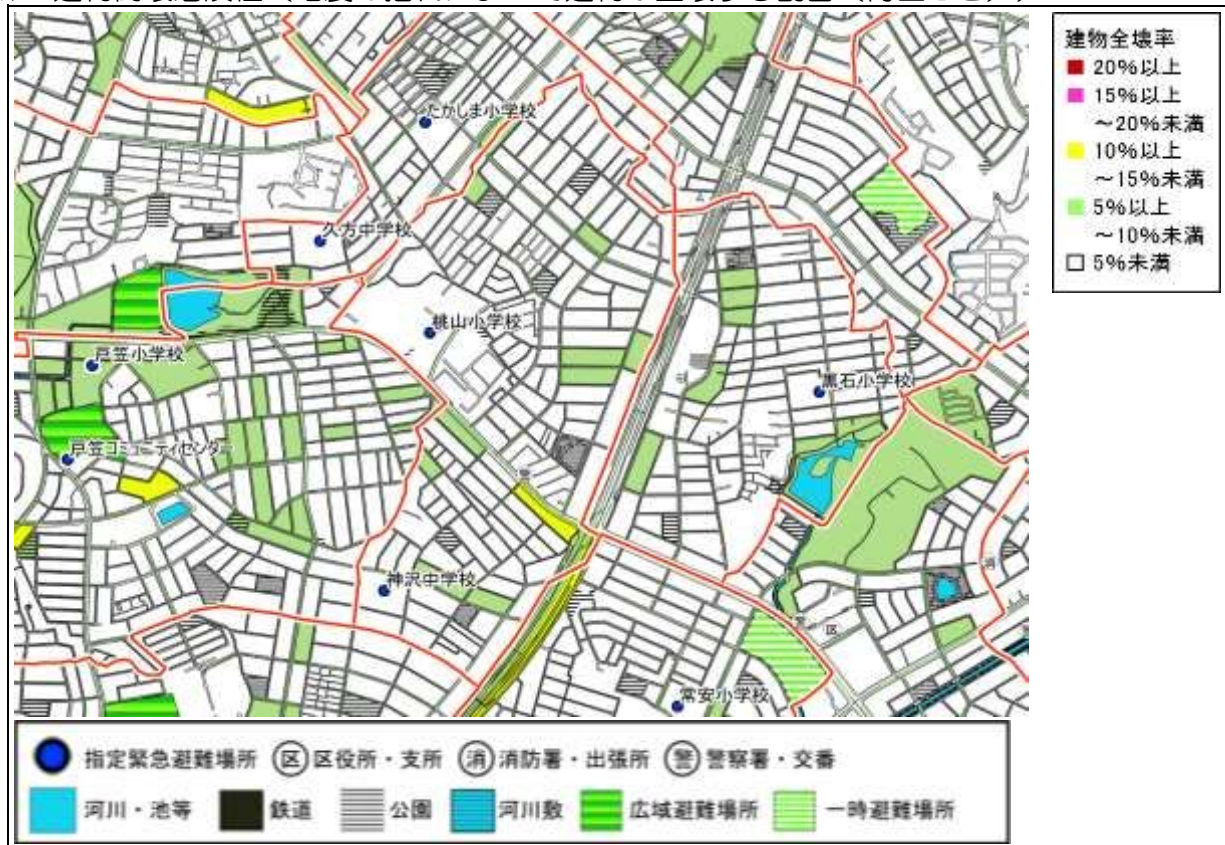 たかしま小学校
久方中学校
桃山小学校
戸笠小学校
黒石小学校
戸笠コミュニティセンター
神沢中学校
消
区
常安小学校
建物全壊率
20%以上
15%以上
～20%未満
10%以上
～15%未満
5%以上
～10%未満
5%未満
指定緊急避難場所 区 区役所・支所 消 消防署・出張所 警 警察署・交番
河川・池等 鉄道 公園 河川敷 広域避難場所 一時避難場所